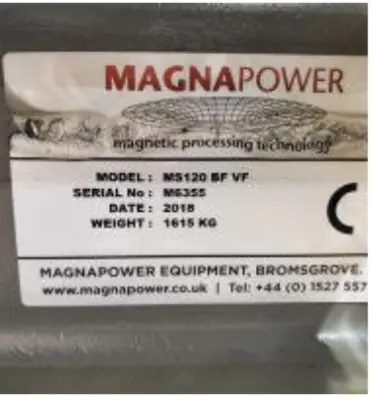 MAGNAPOWER
magnetic processing technology
MODEL : MS120 BF VF
SERIAL No : M6355
DATE : 2018
WEIGHT : 1615 KG
C
MAGNAPOWER EQUIPMENT, BROMSGROVE.
www.magnapower.co.uk | Tel: +44 (0) 1527 557